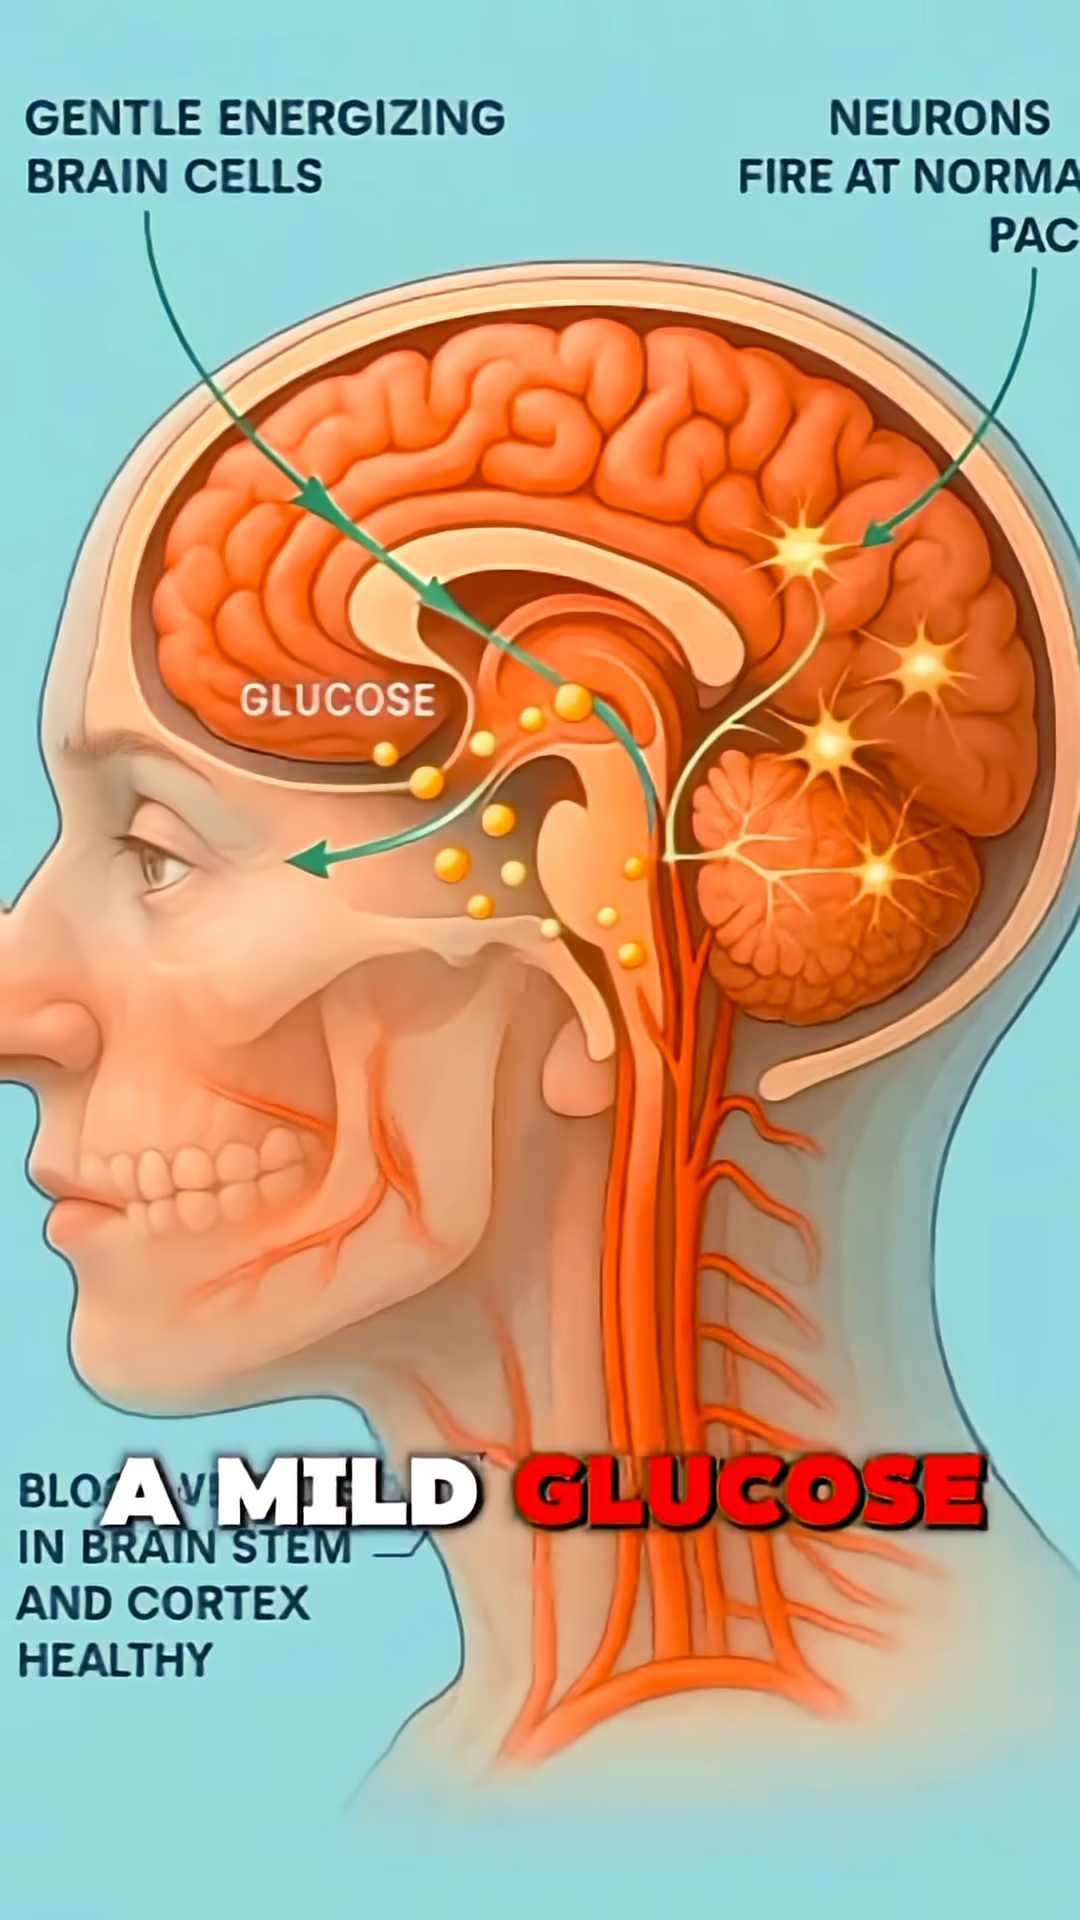 GENTLE ENERGIZING
BRAIN CELLS
NEURONS
FIRE AT NORMA
PAC
GLUCOSE
A MILD GLUCOSE
IN BRAIN STEM
AND CORTEX
HEALTHY